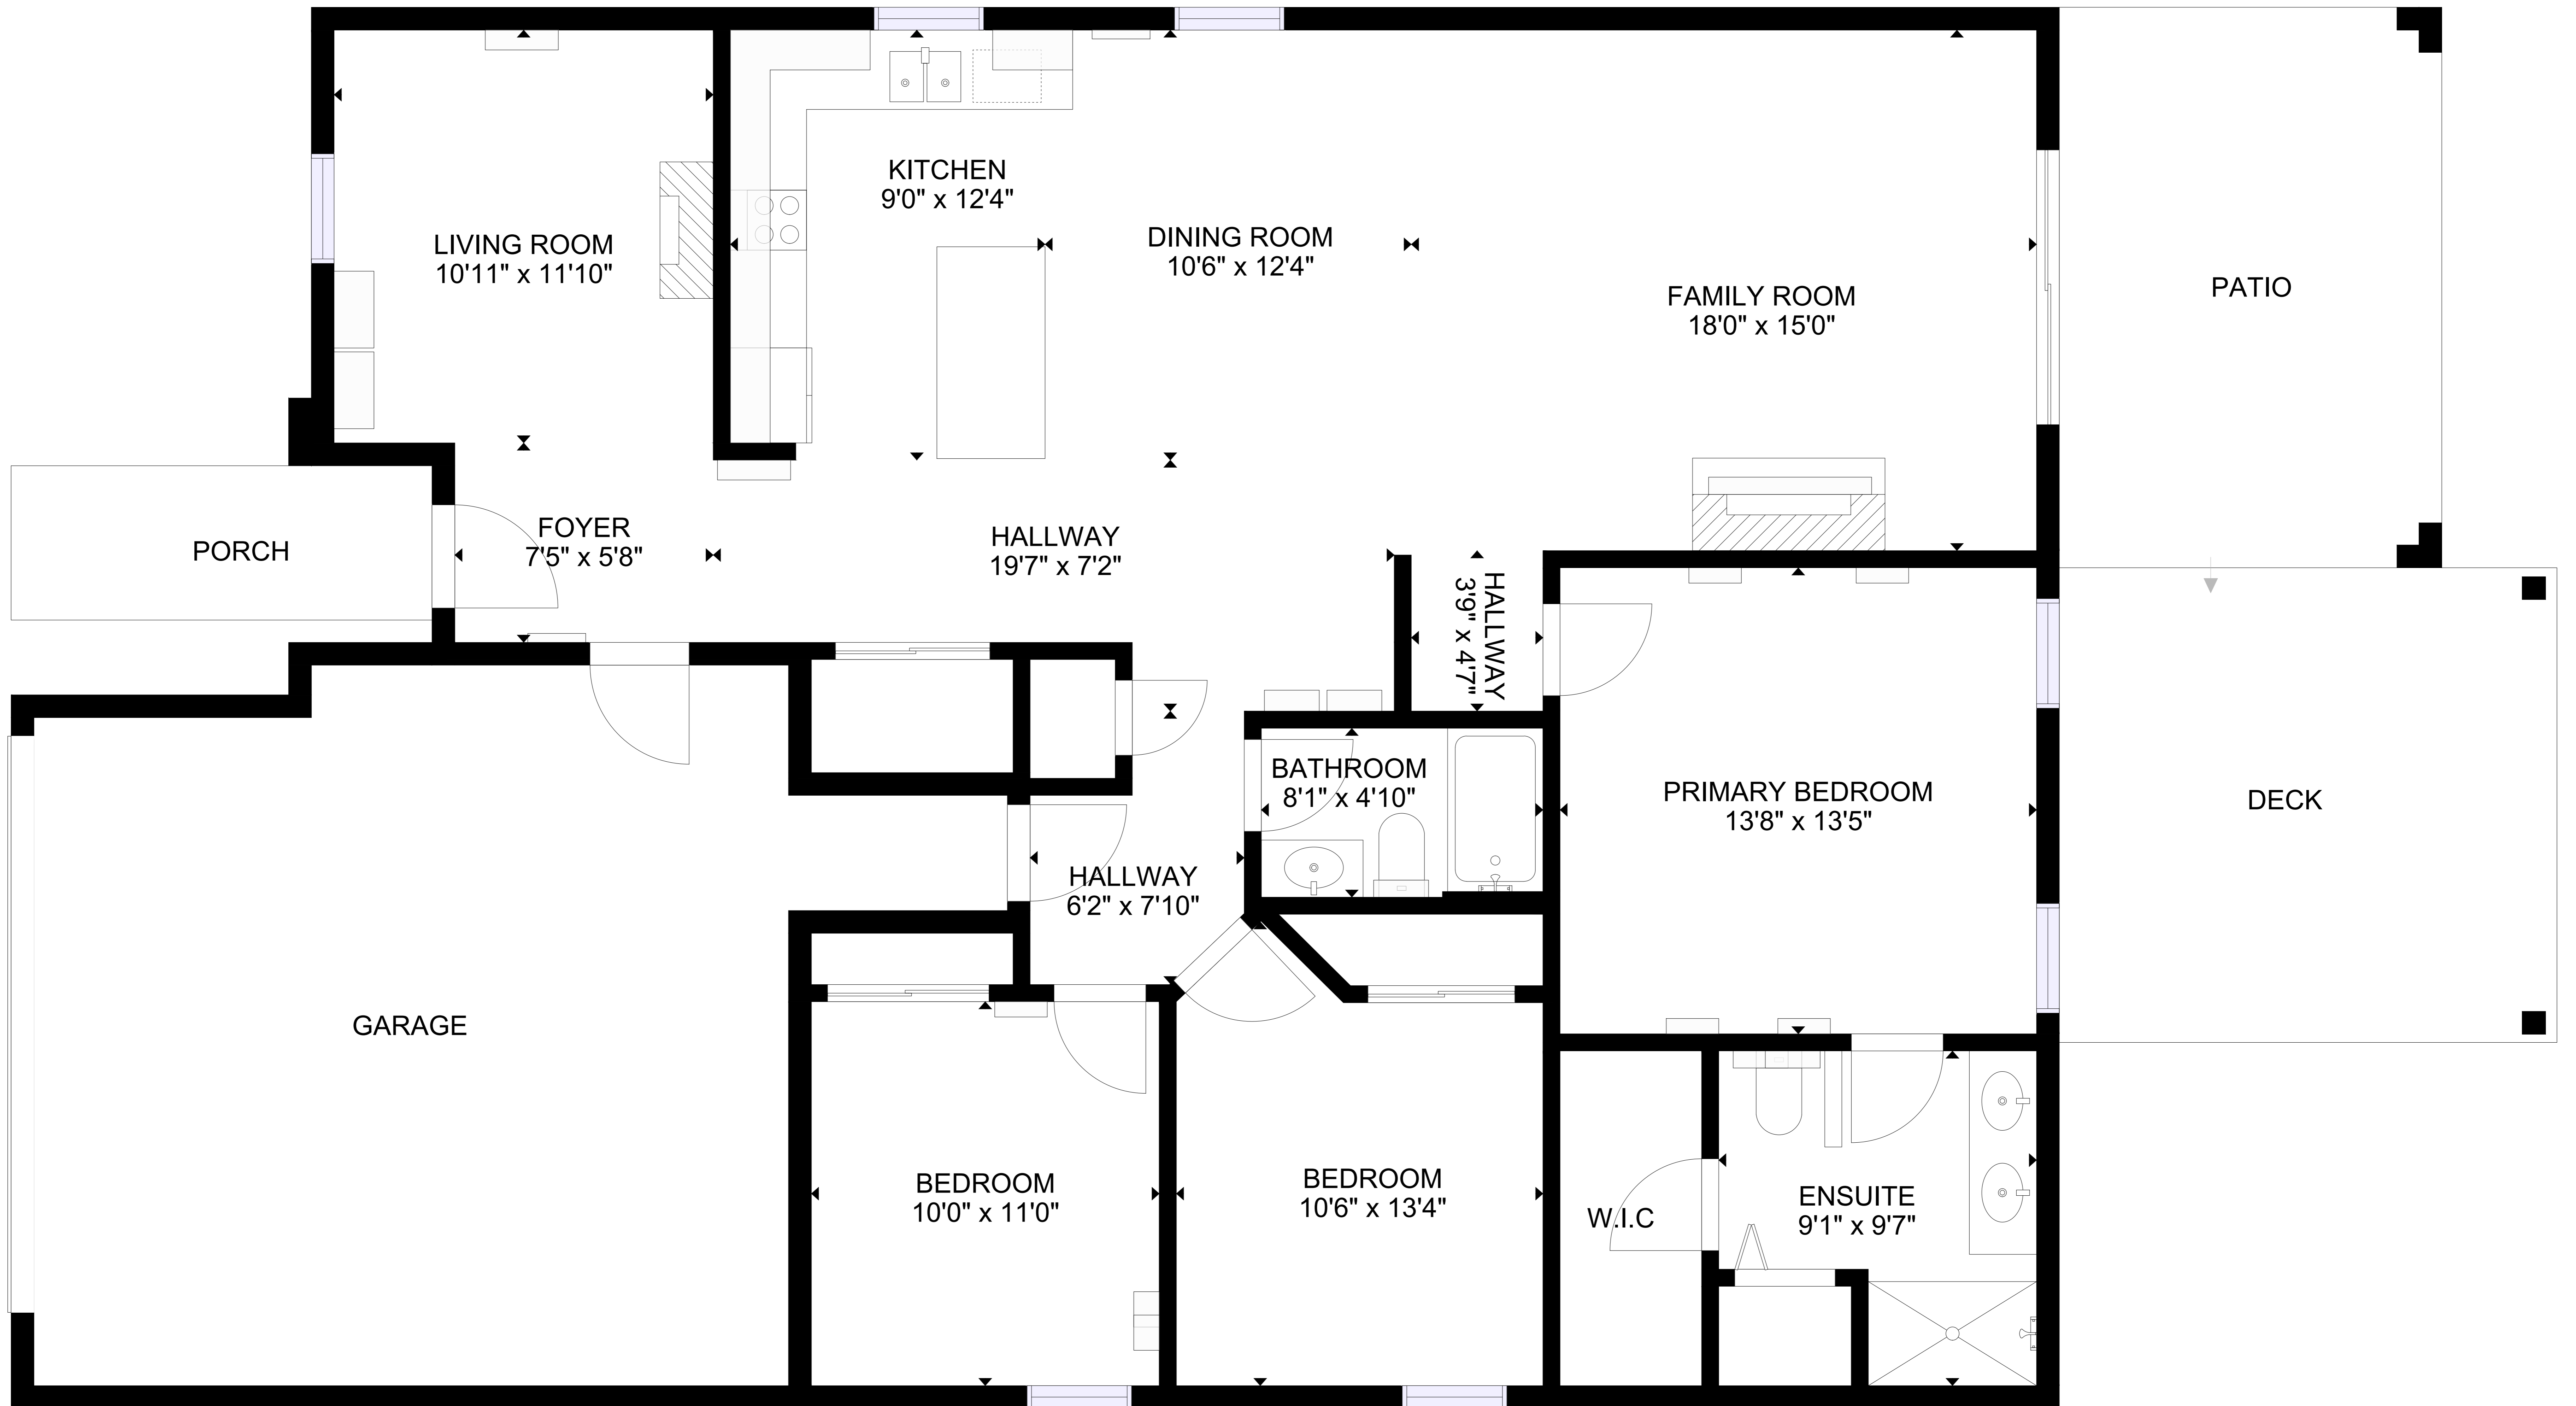 KITCHEN
9'0" x 12'4"
LIVING ROOM
10'11" x 11'10"
DINING ROOM
10'6" x 12'4"
FAMILY ROOM
18'0" x 15'0"
PATIO
PORCH
FOYER
7'5" x 5'8"
HALLWAY
19'7" x 7'2"
HALLWAY
3'9" x 4'7"
BATHROOM
8'1" x 4'10"
PRIMARY BEDROOM
13'8" x 13'5"
DECK
HALLWAY
6'2" x 7'10"
GARAGE
BEDROOM
10'0" x 11'0"
BEDROOM
10'6" x 13'4"
W.I.C
ENSUITE
9'1" x 9'7"